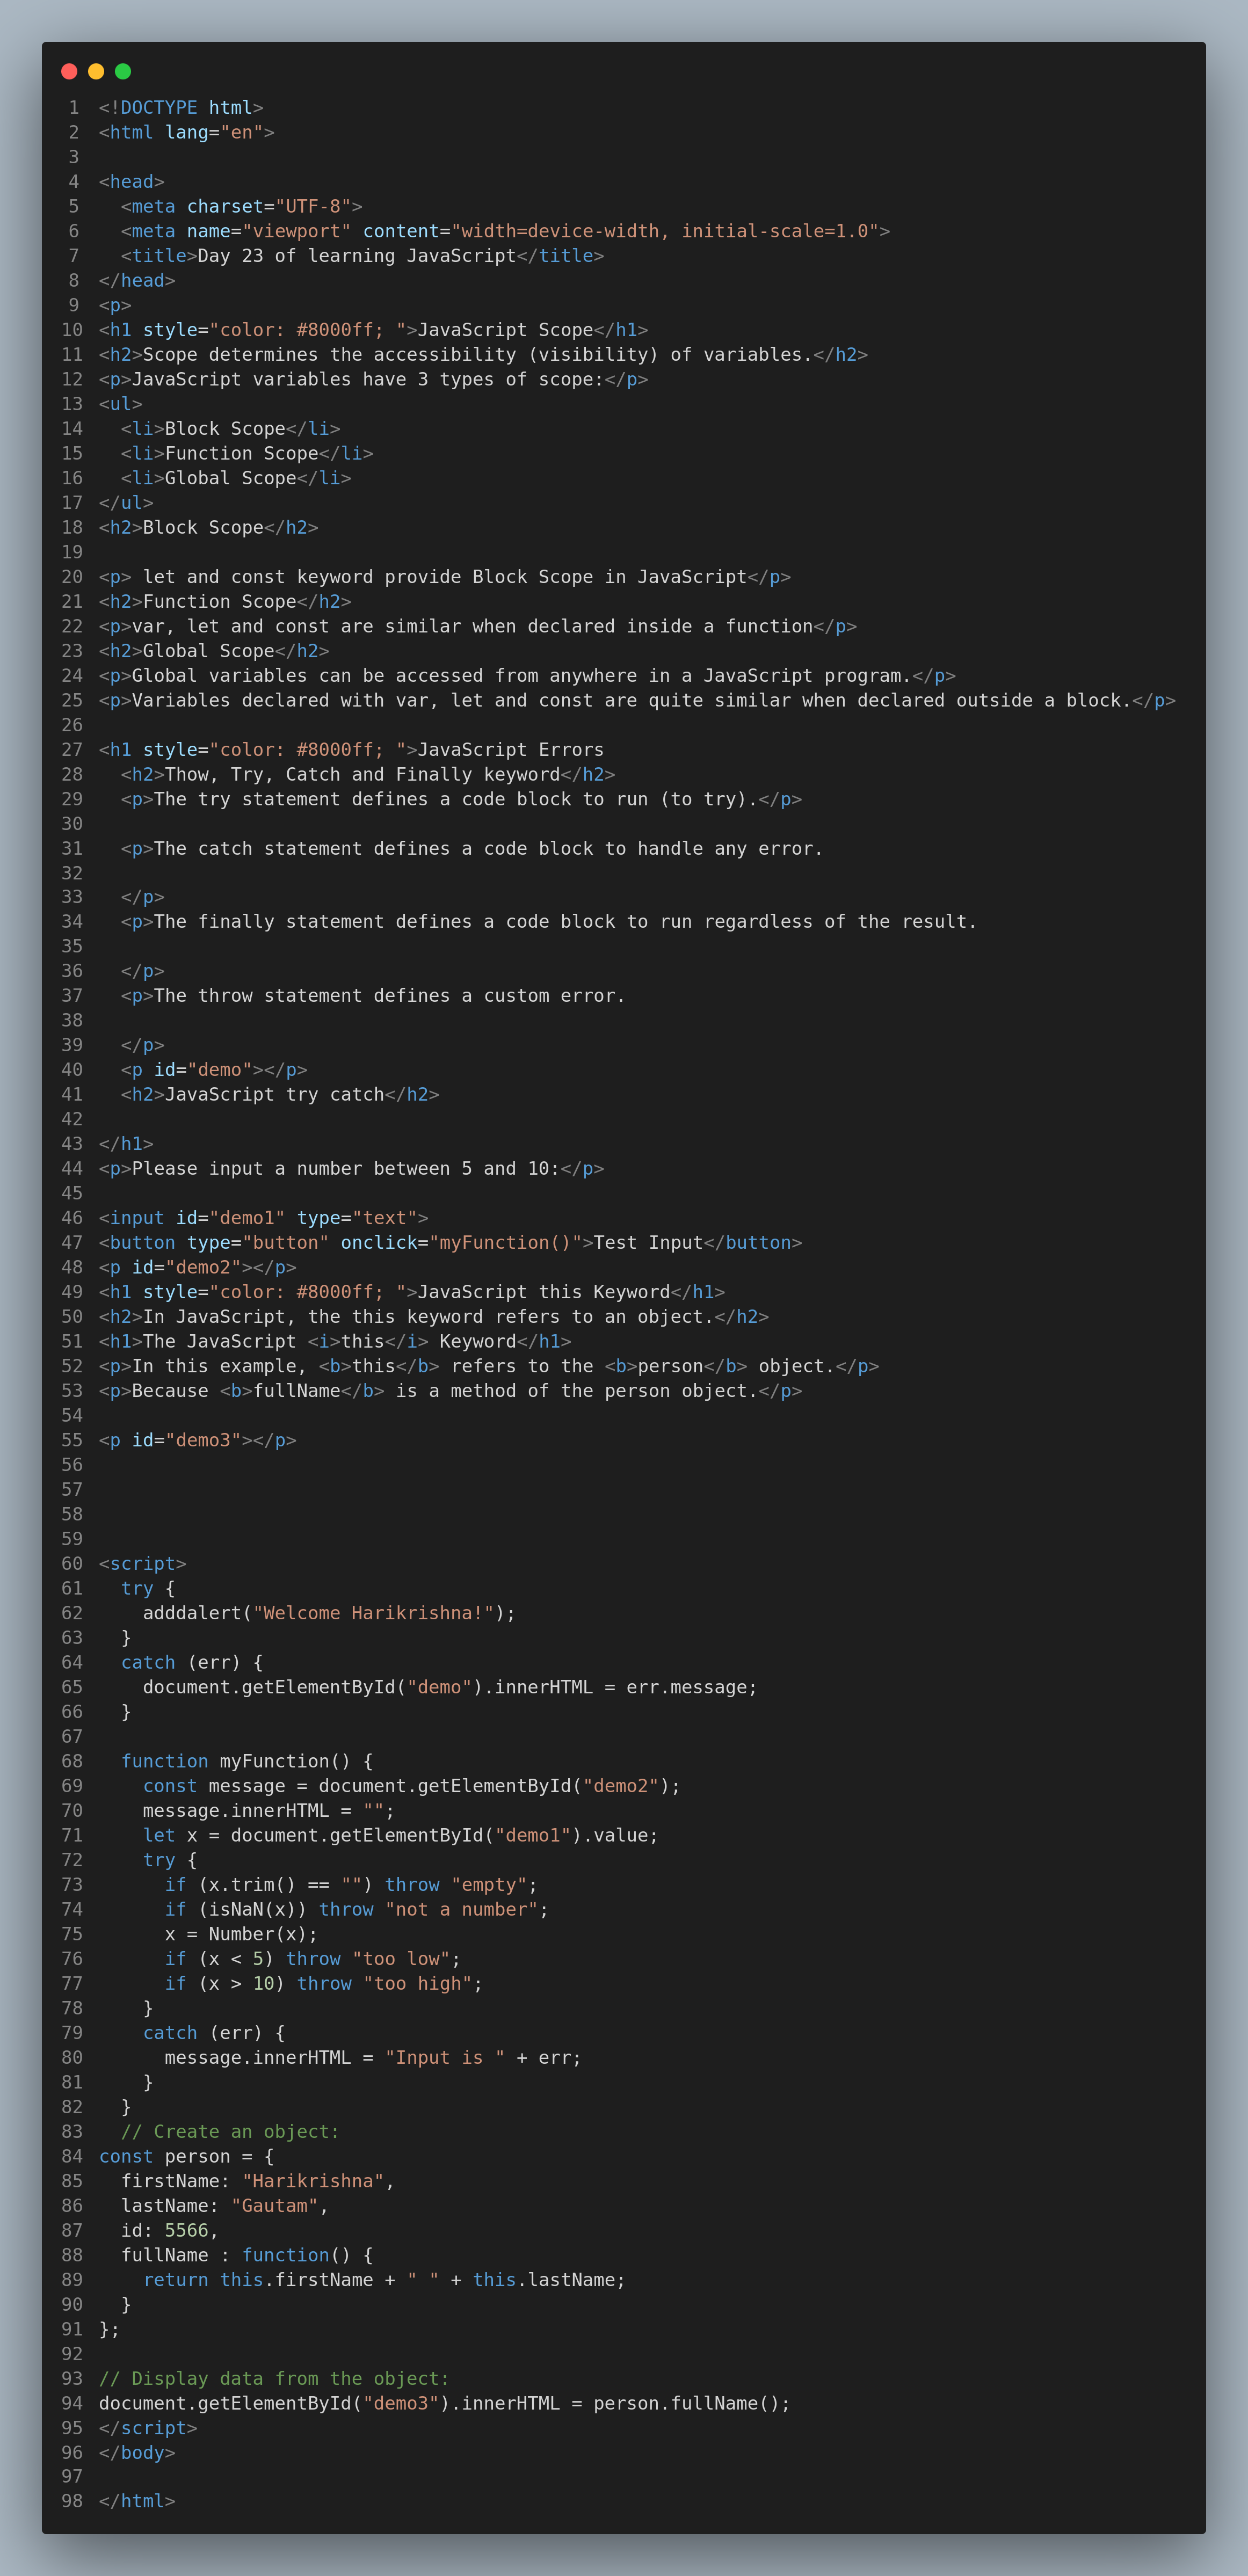 1 <!DOCTYPE html>
2 <html lang="en">
3
4 <head>
5   <meta charset="UTF-8">
6   <meta name="viewport" content="width=device-width, initial-scale=1.0">
7   <title>Day 23 of learning JavaScript</title>
8 </head>
9 <p>
10 <h1 style="color: #8000ff; ">JavaScript Scope</h1>
11 <h2>Scope determines the accessibility (visibility) of variables.</h2>
12 <p>JavaScript variables have 3 types of scope:</p>
13 <ul>
14   <li>Block Scope</li>
15   <li>Function Scope</li>
16   <li>Global Scope</li>
17 </ul>
18 <h2>Block Scope</h2>
19
20 <p> let and const keyword provide Block Scope in JavaScript</p>
21 <h2>Function Scope</h2>
22 <p>var, let and const are similar when declared inside a function</p>
23 <h2>Global Scope</h2>
24 <p>Global variables can be accessed from anywhere in a JavaScript program.</p>
25 <p>Variables declared with var, let and const are quite similar when declared outside a block.</p>
26
27 <h1 style="color: #8000ff; ">JavaScript Errors
28   <h2>Thow, Try, Catch and Finally keyword</h2>
29   <p>The try statement defines a code block to run (to try).</p>
30
31   <p>The catch statement defines a code block to handle any error.
32
33   </p>
34   <p>The finally statement defines a code block to run regardless of the result.
35
36   </p>
37   <p>The throw statement defines a custom error.
38
39   </p>
40   <p id="demo"></p>
41   <h2>JavaScript try catch</h2>
42
43 </h1>
44 <p>Please input a number between 5 and 10:</p>
45
46 <input id="demo1" type="text">
47 <button type="button" onclick="myFunction()">Test Input</button>
48 <p id="demo2"></p>
49 <h1 style="color: #8000ff; ">JavaScript this Keyword</h1>
50 <h2>In JavaScript, the this keyword refers to an object.</h2>
51 <h1>The JavaScript <i>this</i> Keyword</h1>
52 <p>In this example, <b>this</b> refers to the <b>person</b> object.</p>
53 <p>Because <b>fullName</b> is a method of the person object.</p>
54
55 <p id="demo3"></p>
56
57
58
59
60 <script>
61   try {
62     adddalert("Welcome Harikrishna!");
63   }
64   catch (err) {
65     document.getElementById("demo").innerHTML = err.message;
66   }
67
68   function myFunction() {
69     const message = document.getElementById("demo2");
70     message.innerHTML = "";
71     let x = document.getElementById("demo1").value;
72     try {
73       if (x.trim() == "") throw "empty";
74       if (isNaN(x)) throw "not a number";
75       x = Number(x);
76       if (x < 5) throw "too low";
77       if (x > 10) throw "too high";
78     }
79     catch (err) {
80       message.innerHTML = "Input is " + err;
81     }
82   }
83   // Create an object:
84 const person = {
85   firstName: "Harikrishna",
86   lastName: "Gautam",
87   id: 5566,
88   fullName : function() {
89     return this.firstName + " " + this.lastName;
90   }
91 };
92
93 // Display data from the object:
94 document.getElementById("demo3").innerHTML = person.fullName();
95 </script>
96 </body>
97
98 </html>